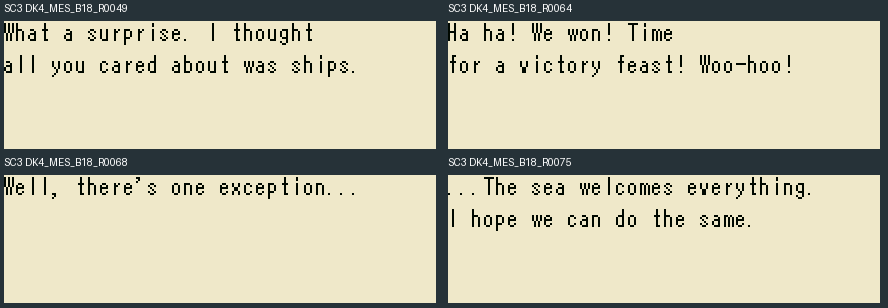 SC3 DK4_MES_B18_R0049
What a surprise. I thought
all you cared about was ships.
SC3 DK4_MES_B18_R0064
Ha ha! We won! Time
for a victory feast! Woo-hoo!
SC3 DK4_MES_B18_R0068
Well, there's one exception...
SC3 DK4_MES_B18_R0075
...The sea welcomes everything.
I hope we can do the same.